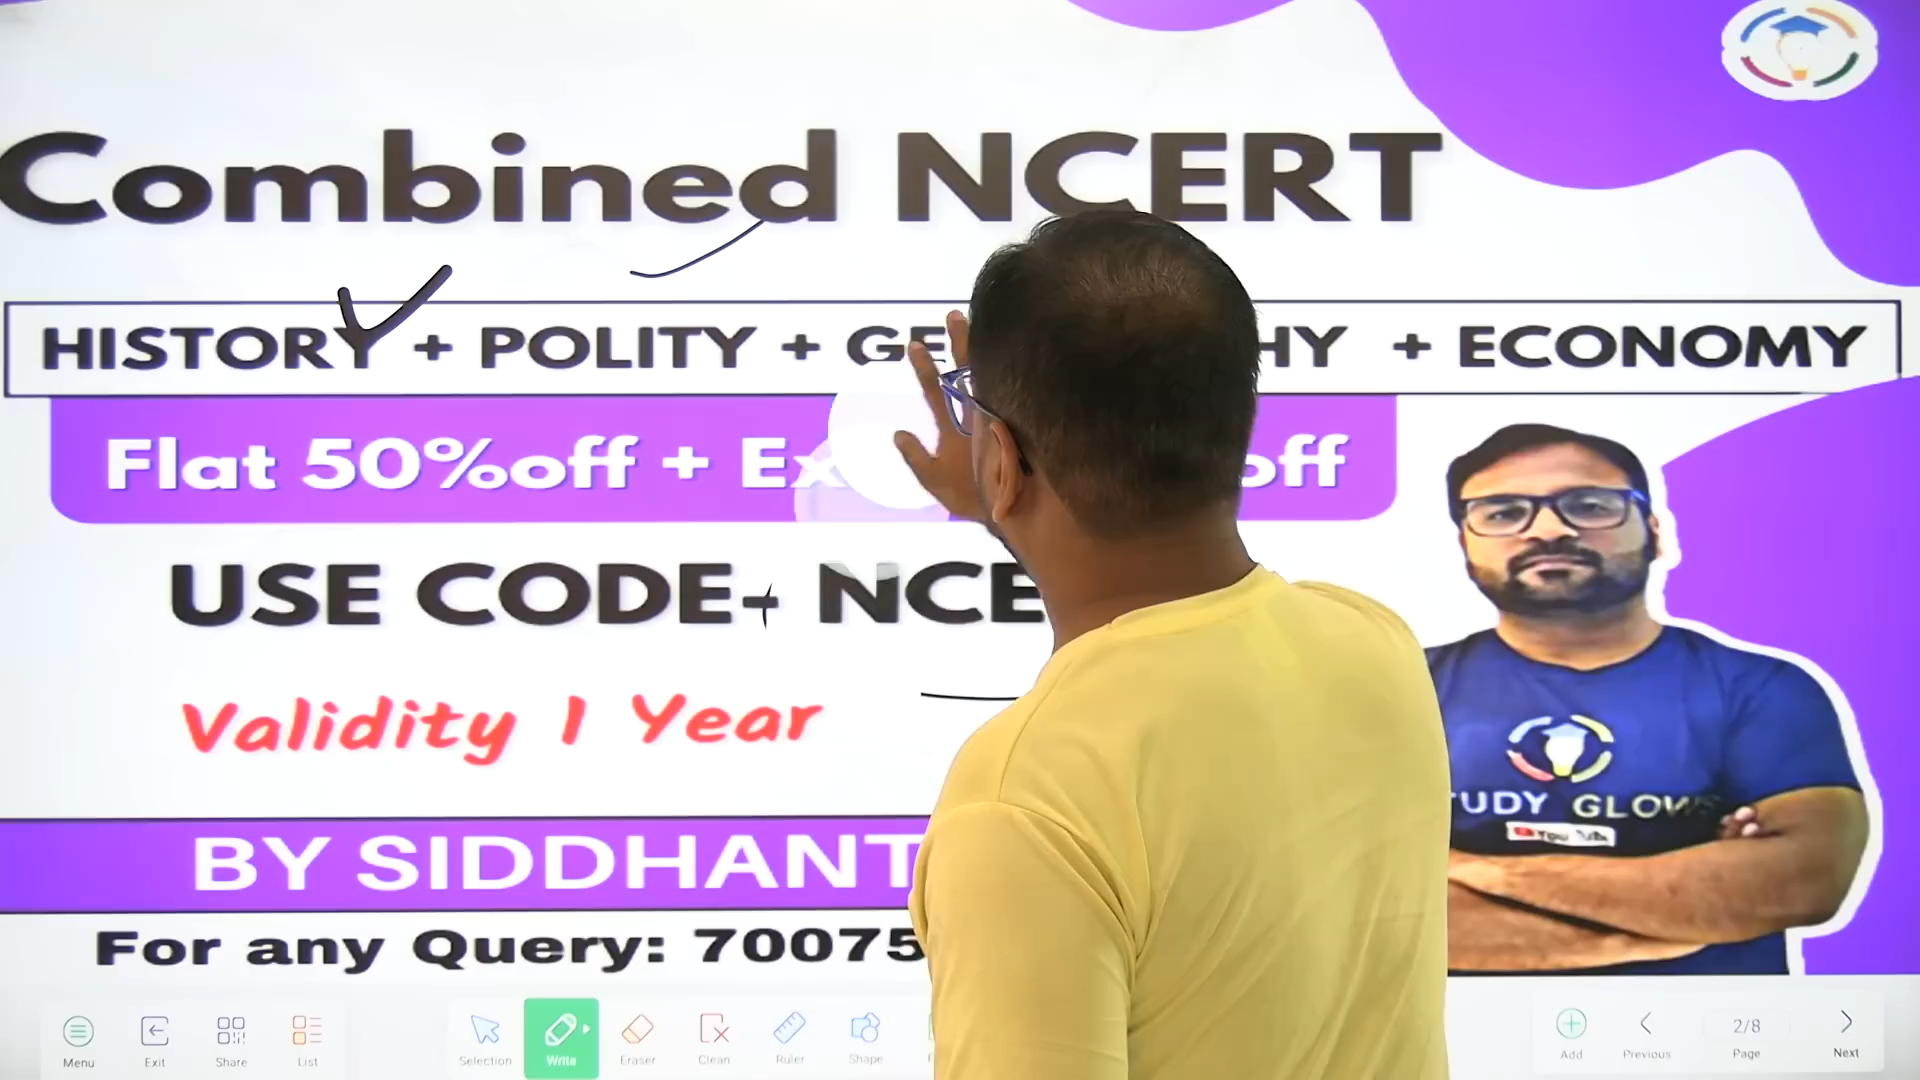 Combined NCERT
HISTORY + POLITY + GE HY + ECONOMY
Flat 50%off + Ex off
USE CODE- NCE
Validity 1 Year
BY SIDDHANT
For any Query: 70075
UDY GLOWS
YouTube
Menu Exit Share List Selection Write Eraser Clean Ruler Shape Add Previous 2/8 Page Next